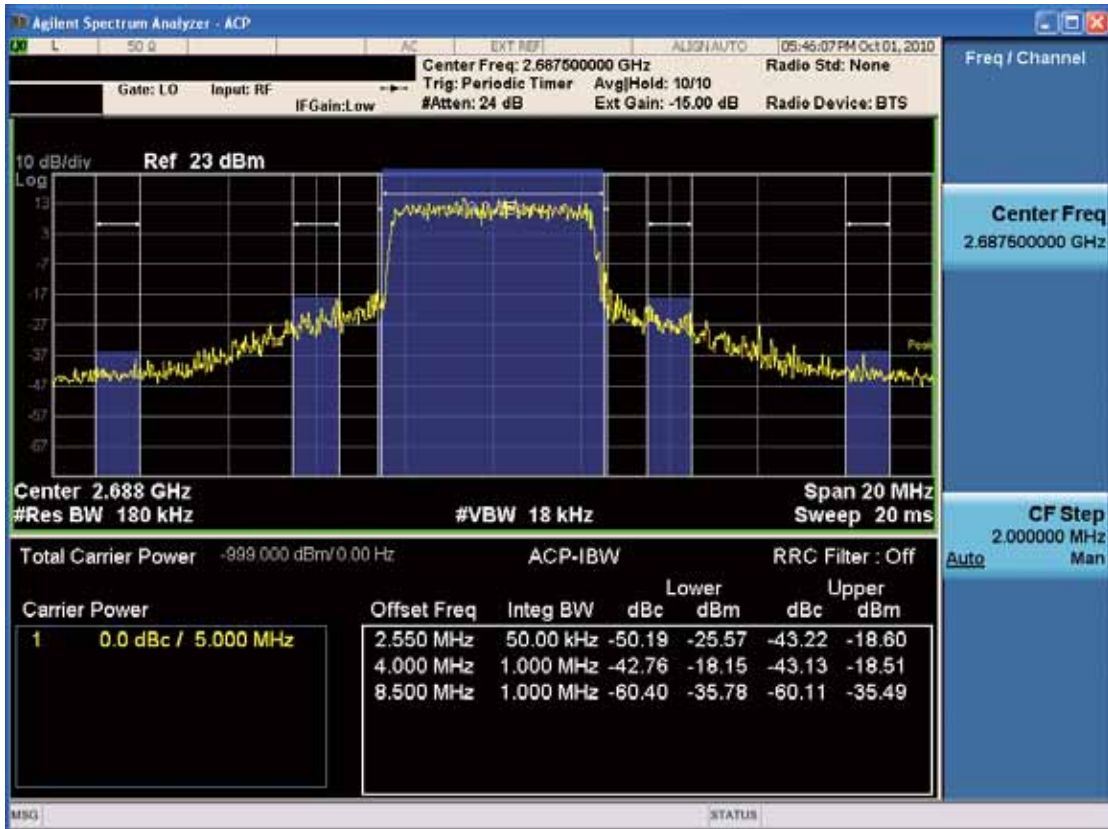 Agilent Spectrum Analyzer - ACP
L 50 Ω AC EXT REF ALIGN AUTO 05:46:07 PM Oct 01, 2010
Center Freq: 2.687500000 GHz Radio Std: None
Gate: LO Input: RF Trig: Periodic Timer Avg|Hold: 10/10
IFGain:Low #Atten: 24 dB Ext Gain: -15.00 dB Radio Device: BTS
10 dB/div Ref 23 dBm
Log
13
3
-7
-17
-27
-37
-47
-57
-67
Center 2.688 GHz Span 20 MHz
#Res BW 180 kHz #VBW 18 kHz Sweep 20 ms
Total Carrier Power -999.000 dBm/ 0.00 Hz ACP-IBW RRC Filter : Off
Lower Upper
Carrier Power Offset Freq Integ BW dBc dBm dBc dBm
1 0.0 dBc / 5.000 MHz 2.550 MHz 50.00 kHz -50.19 -25.57 -43.22 -18.60
4.000 MHz 1.000 MHz -42.76 -18.15 -43.13 -18.51
8.500 MHz 1.000 MHz -60.40 -35.78 -60.11 -35.49
MSG STATUS
Freq / Channel
Center Freq
2.687500000 GHz
CF Step
2.000000 MHz
Auto Man